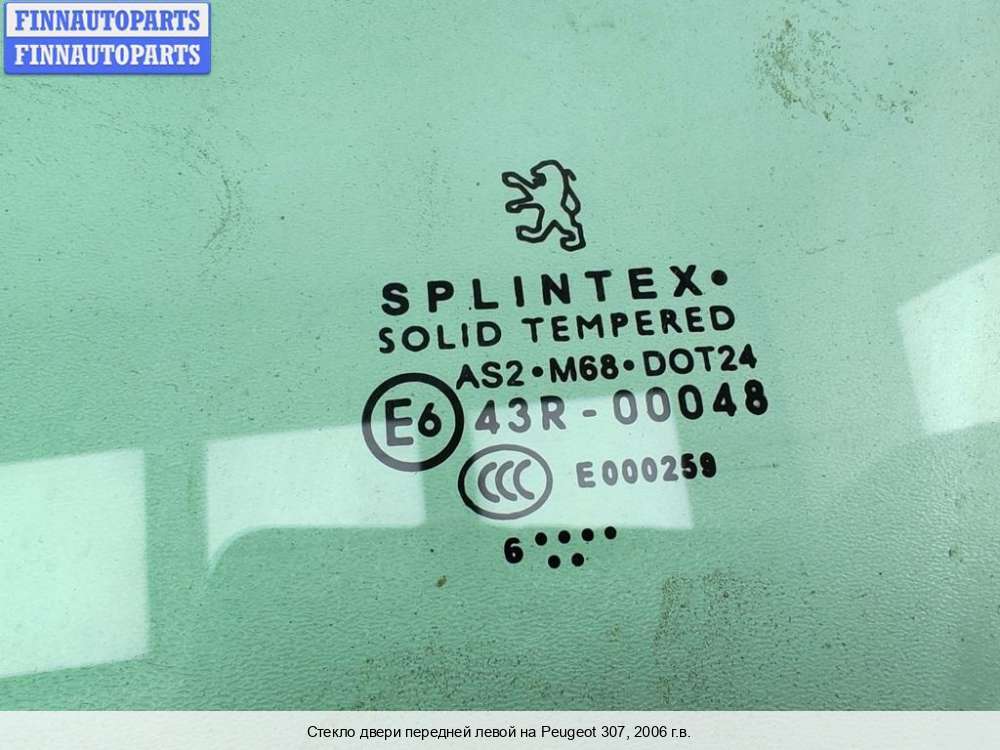 FINNAUTOPARTS
FINNAUTOPARTS
SPLINTEX•
SOLID TEMPERED
AS2•M68•DOT24
E6 43R-00048
CCC E000259
6
Стекло двери передней левой на Peugeot 307, 2006 г.в.